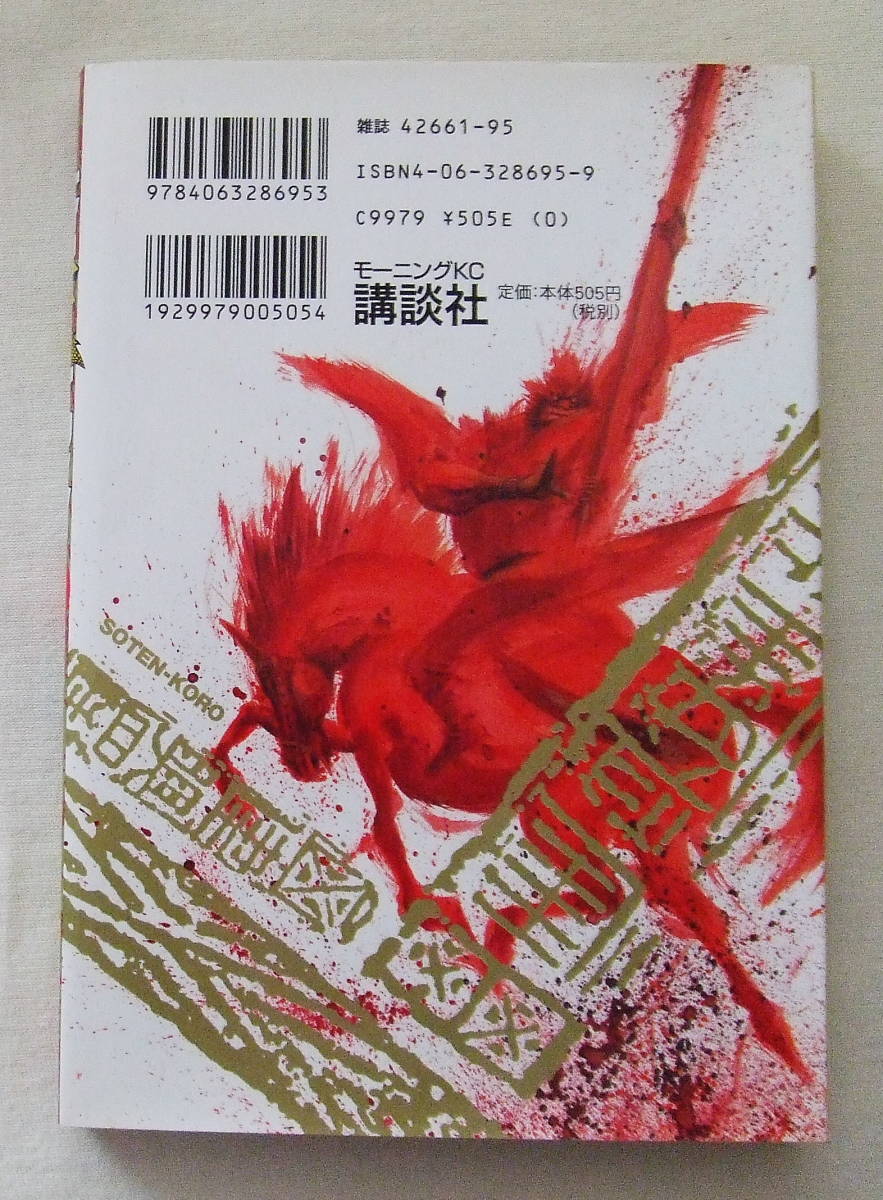 雑誌 42661-95
9784063286953
ISBN4-06-328695-9
C9979 ¥505E (0)
1929979005054
モーニングKC
講談社
定価:本体505円
(税別)
SOTEN-KORO